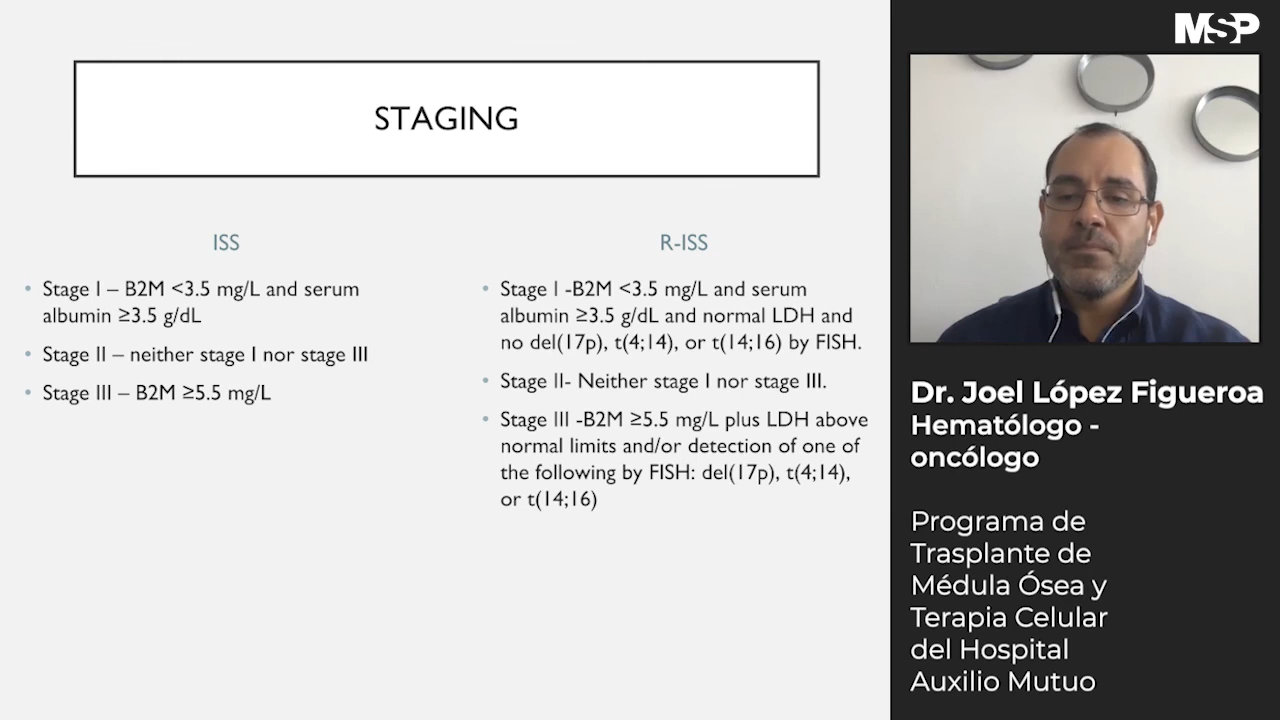 MSP
STAGING
ISS
• Stage I – B2M <3.5 mg/L and serum
albumin ≥3.5 g/dL
• Stage II – neither stage I nor stage III
• Stage III – B2M ≥5.5 mg/L
R-ISS
• Stage I -B2M <3.5 mg/L and serum
albumin ≥3.5 g/dL and normal LDH and
no del(17p), t(4;14), or t(14;16) by FISH.
• Stage II- Neither stage I nor stage III.
• Stage III -B2M ≥5.5 mg/L plus LDH above
normal limits and/or detection of one of
the following by FISH: del(17p), t(4;14),
or t(14;16)
Dr. Joel López Figueroa
Hematólogo -
oncólogo
Programa de
Trasplante de
Médula Ósea y
Terapia Celular
del Hospital
Auxilio Mutuo